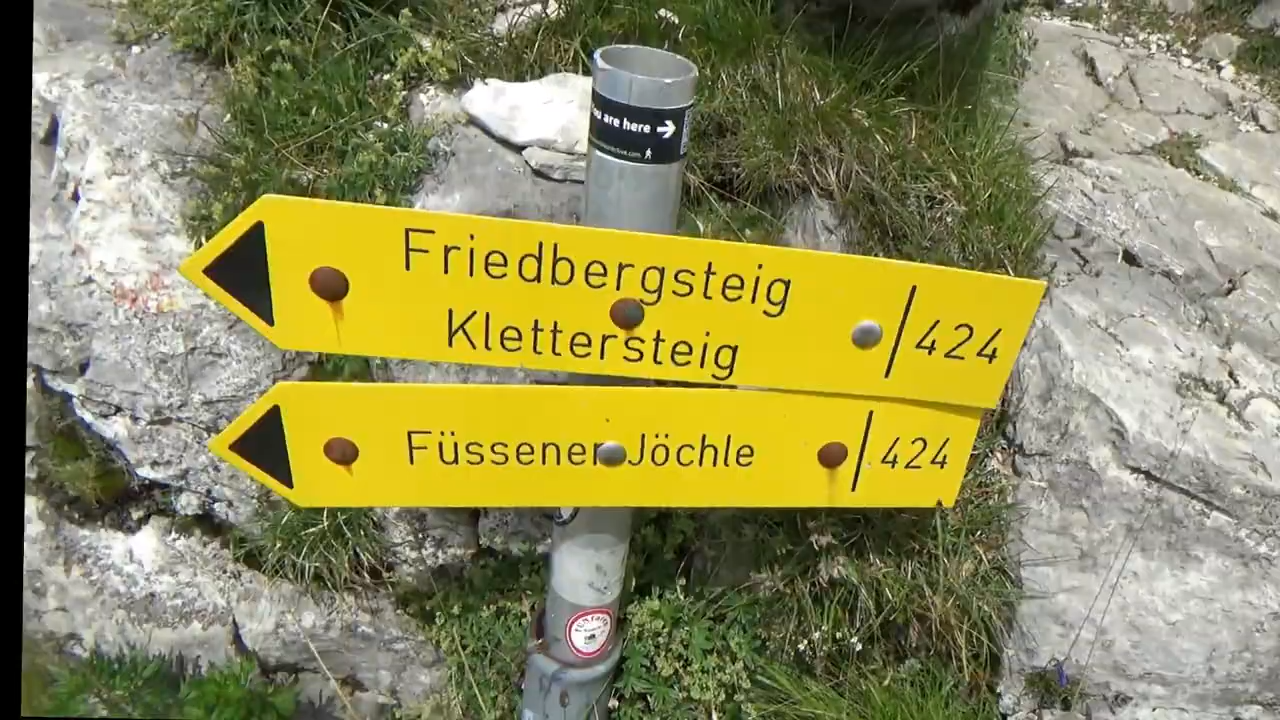 you are here →
Friedbergsteig
Klettersteig
424
Füssener Jöchle
424